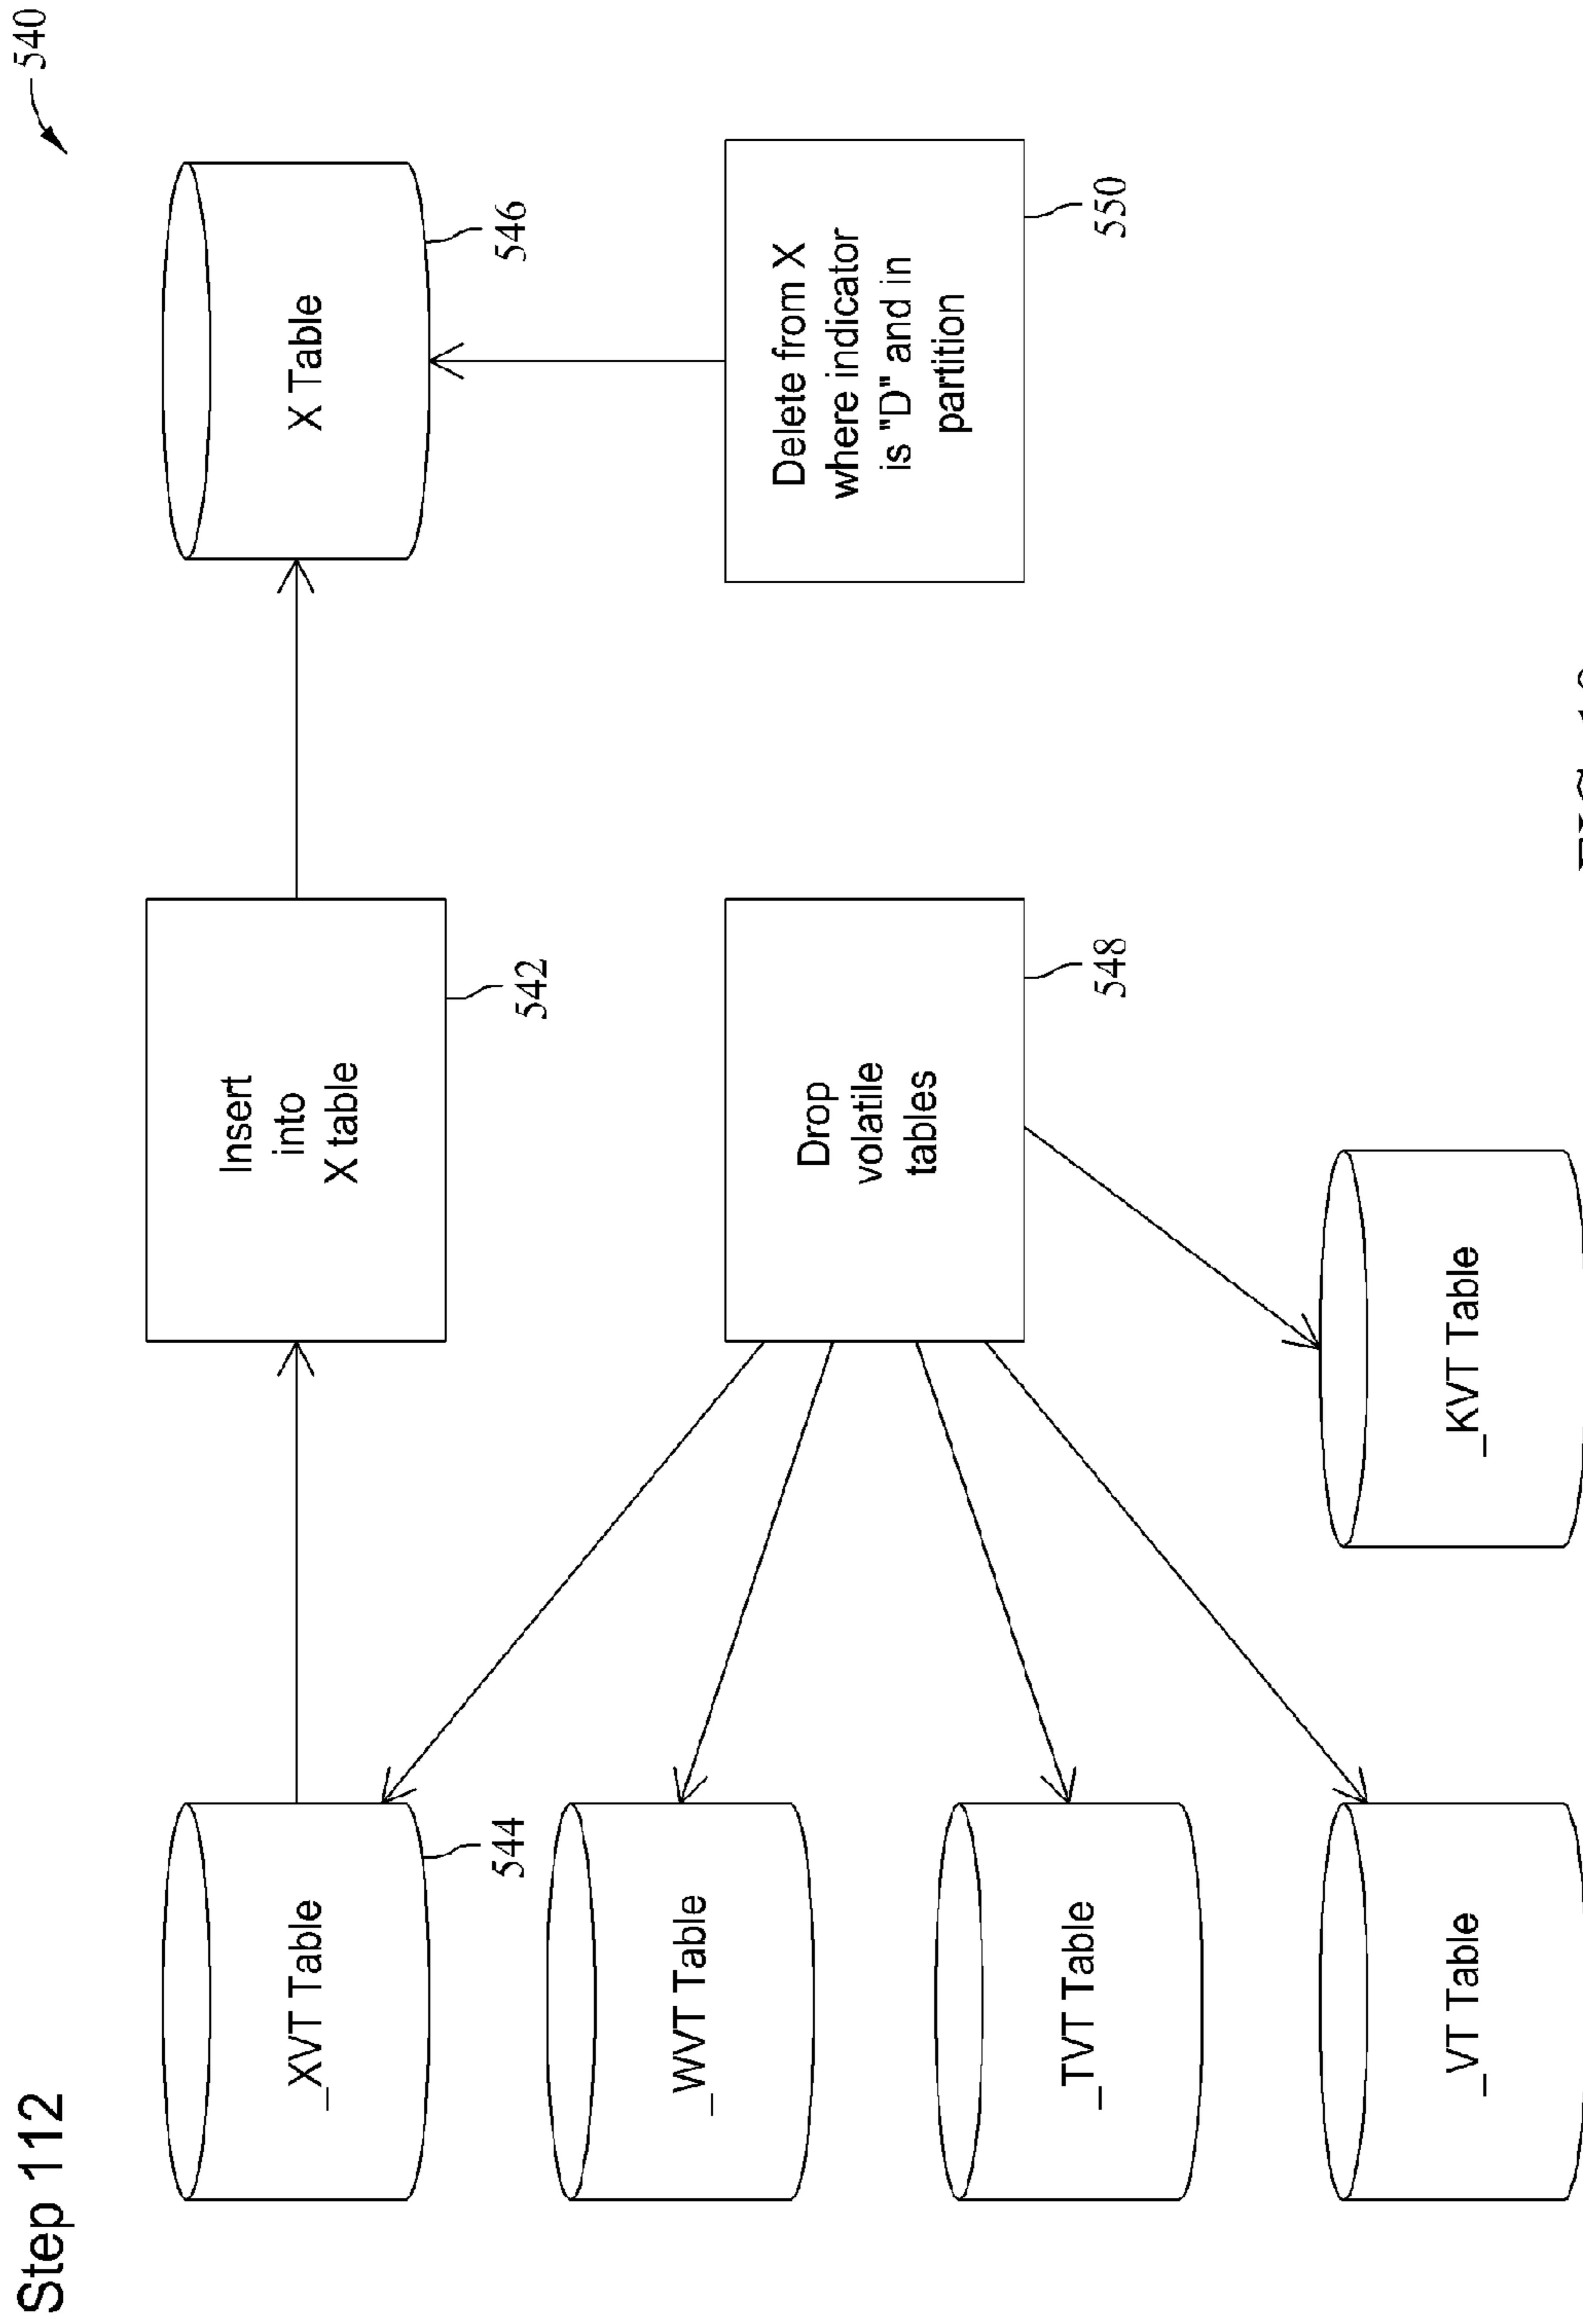 Step 112
540
_XVT Table
544
Insert
into
X table
542
X Table
546
_WVT Table
_TVT Table
_VT Table
Drop
volatile
tables
548
_KVT Table
Delete from X
where indicator
is "D" and in
partition
550